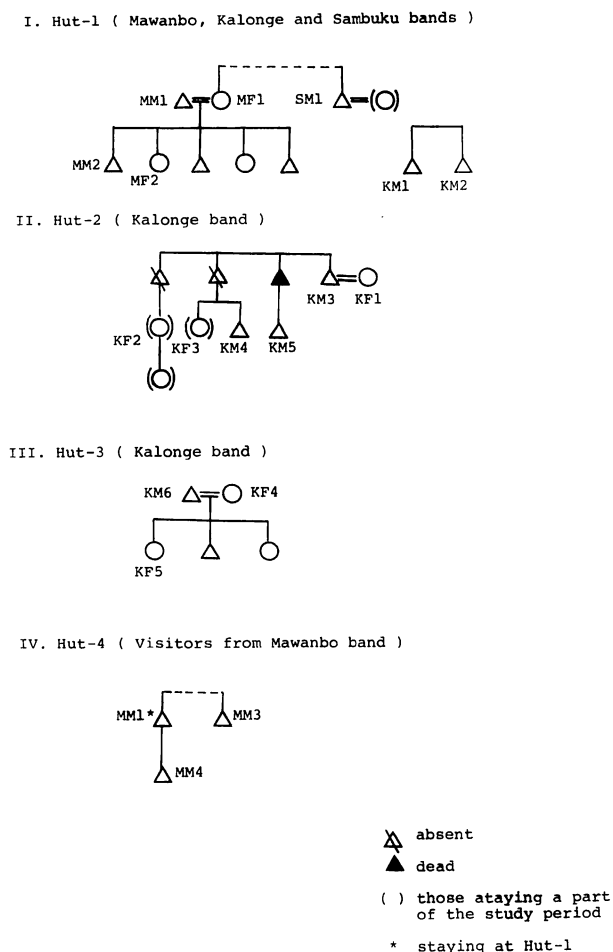 I. Hut-1 ( Mawanbo, Kalonge and Sambuku bands )
MM1 MF1 SM1
MM2 MF2 KM1 KM2
II. Hut-2 ( Kalonge band )
KM3 KF1
KF2 KF3 KM4 KM5
III. Hut-3 ( Kalonge band )
KM6 KF4
KF5
IV. Hut-4 ( Visitors from Mawanbo band )
MM1* MM3
MM4
absent
dead
( ) those ataying a part
of the study period
* staying at Hut-1